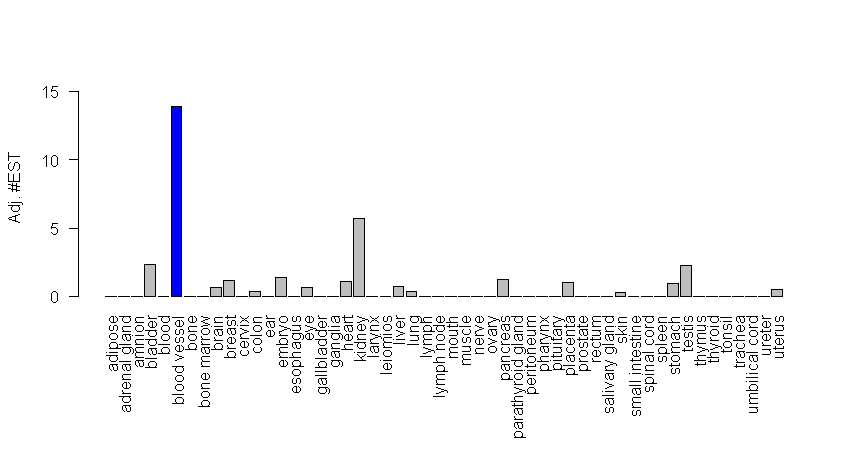 15
10
5
0
Adj. #EST
adipose
adrenal gland
amnion
bladder
blood
blood vessel
bone
bone marrow
brain
breast
cervix
colon
ear
embryo
esophagus
eye
gallbladder
ganglia
heart
kidney
larynx
leiomios
liver
lung
lymph
lymph node
mouth
muscle
nerve
ovary
pancreas
parathyroid gland
peritoneum
pharynx
pituitary
placenta
prostate
rectum
salivary gland
skin
small intestine
spinal cord
spleen
stomach
testis
thymus
thyroid
tonsil
trachea
umbilical cord
ureter
uterus